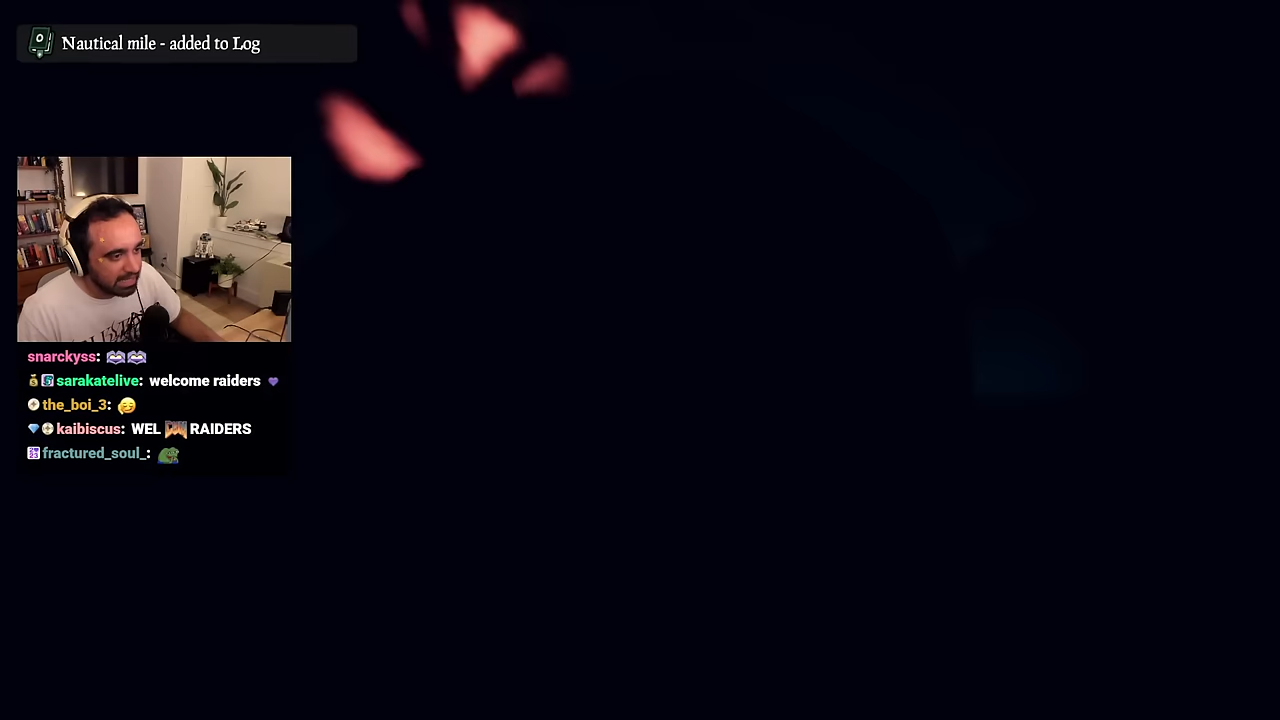 Nautical mile - added to Log
snarckyss:
sarakatelive: welcome raiders
the_boi_3:
kaibiscus: WEL RAIDERS
fractured_soul_: